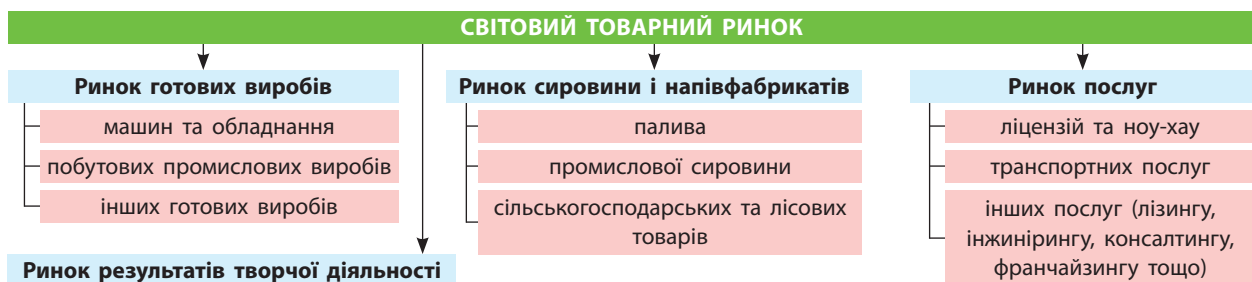 СВІТОВИЙ ТОВАРНИЙ РИНОК
Ринок готових виробів
машин та обладнання
побутових промислових виробів
інших готових виробів
Ринок результатів творчої діяльності
Ринок сировини і напівфабрикатів
палива
промислової сировини
сільськогосподарських та лісових
товарів
Ринок послуг
ліцензій та ноу-хау
транспортних послуг
інших послуг (лізингу,
інжинірингу, консалтингу,
франчайзингу тощо)